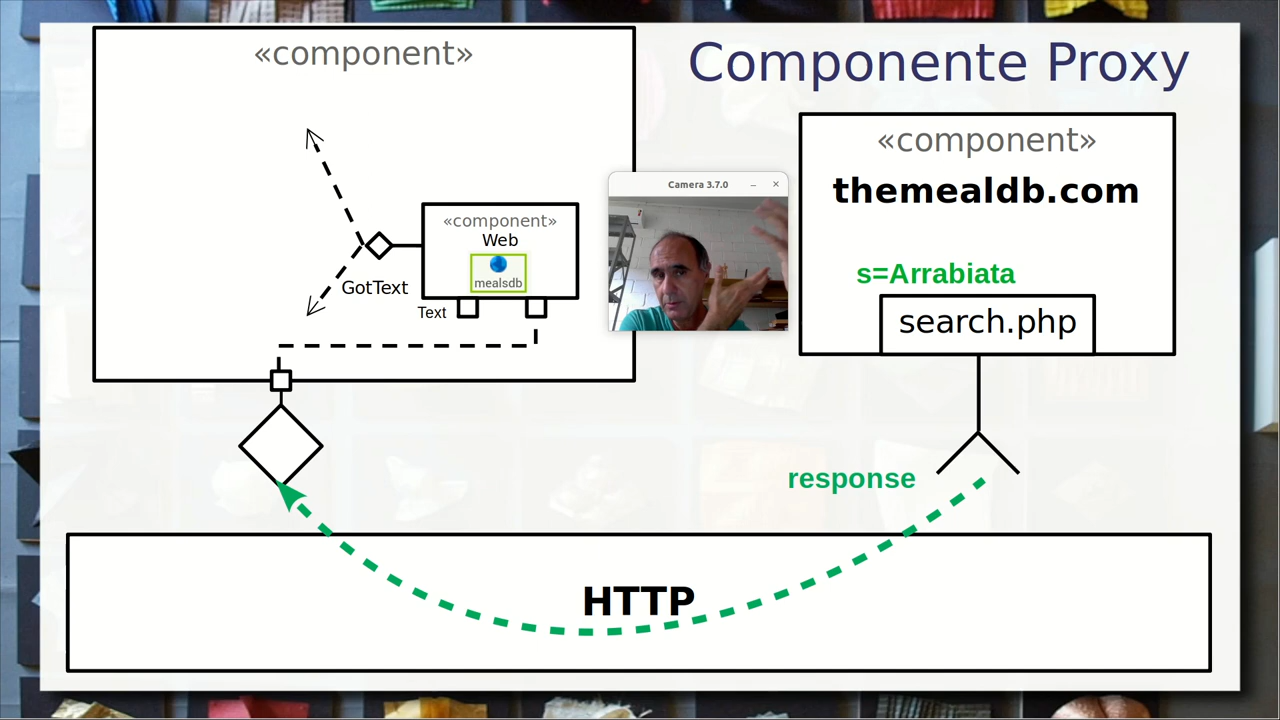 «component»
Componente Proxy
«component»
themealdb.com
Camera 3.7.0
«component»
Web
mealsdb
GotText
Text
s=Arrabiata
search.php
response
HTTP